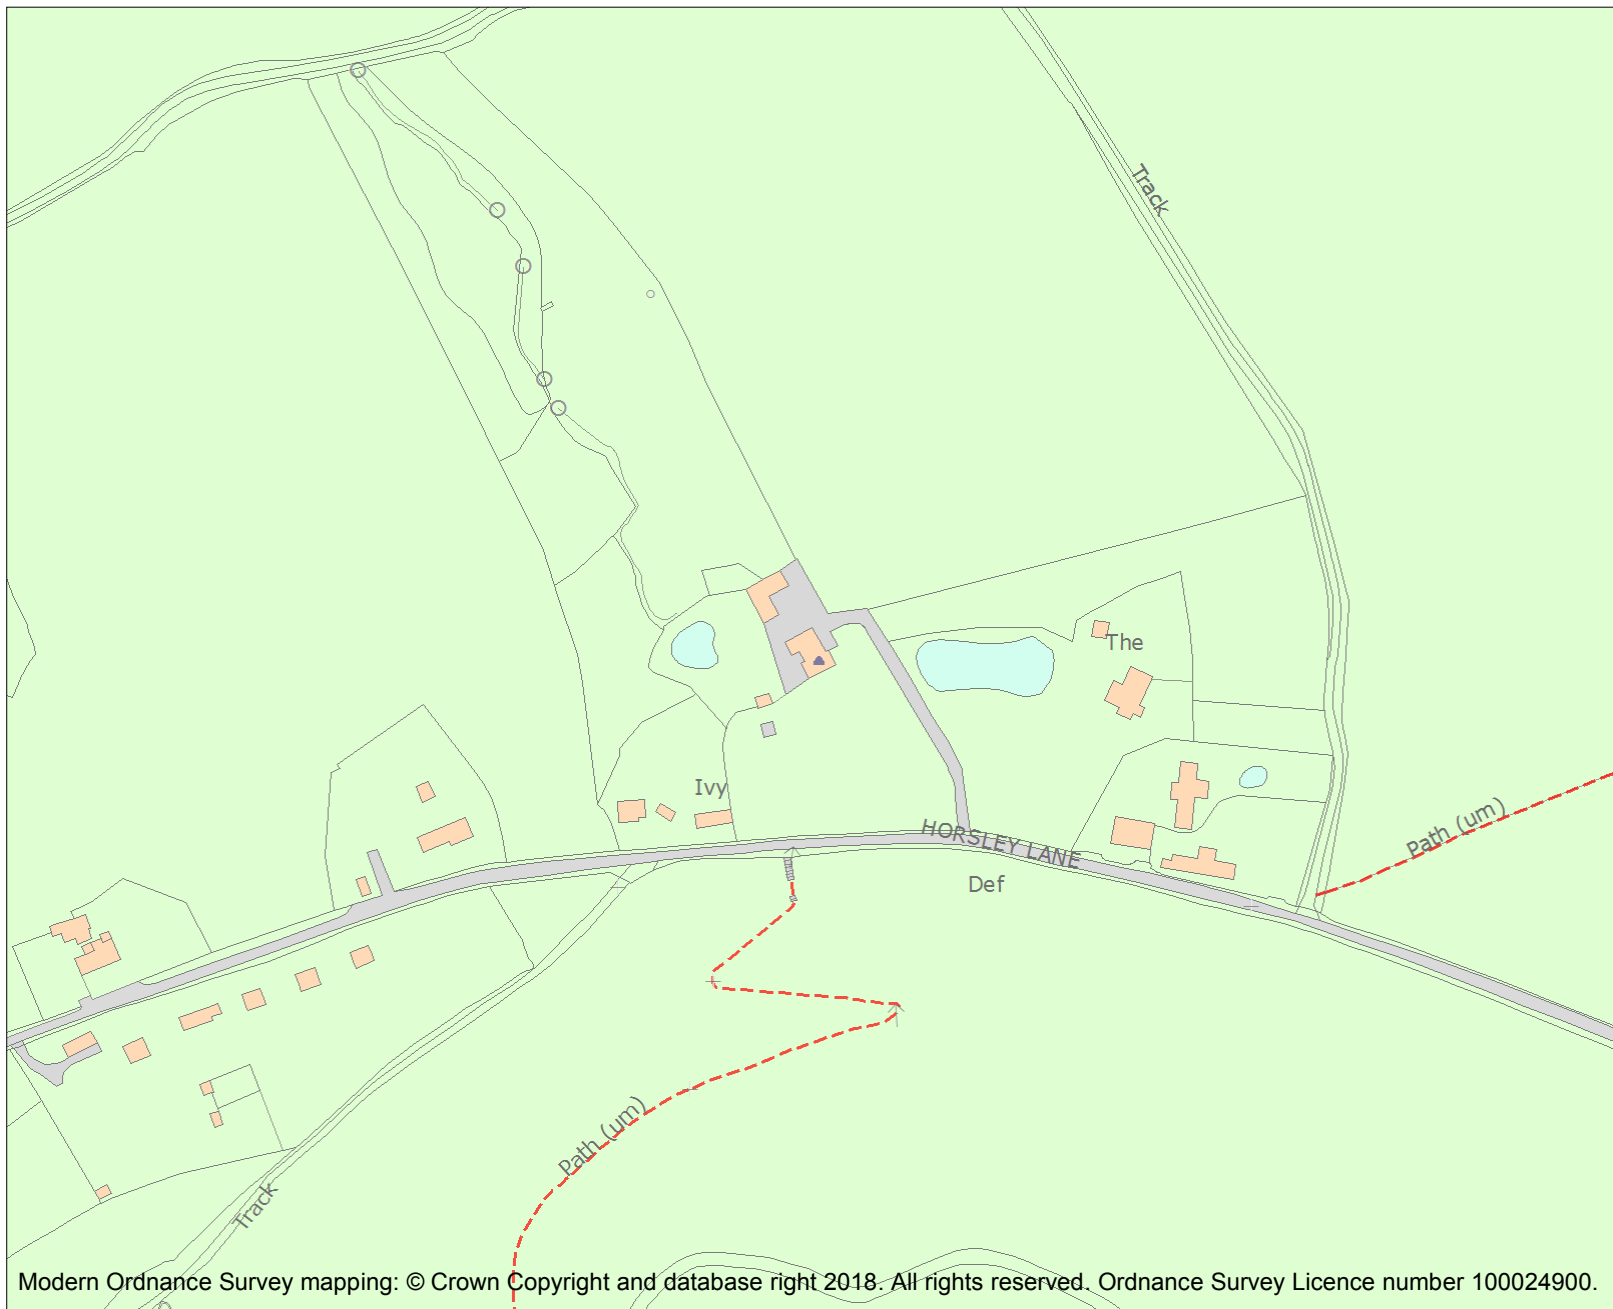 Track
The
Ivy
HORSLEY LANE
Path (um)
Def
Path (um)
Track
Modern Ordnance Survey mapping: © Crown Copyright and database right 2018. All rights reserved. Ordnance Survey Licence number 100024900.